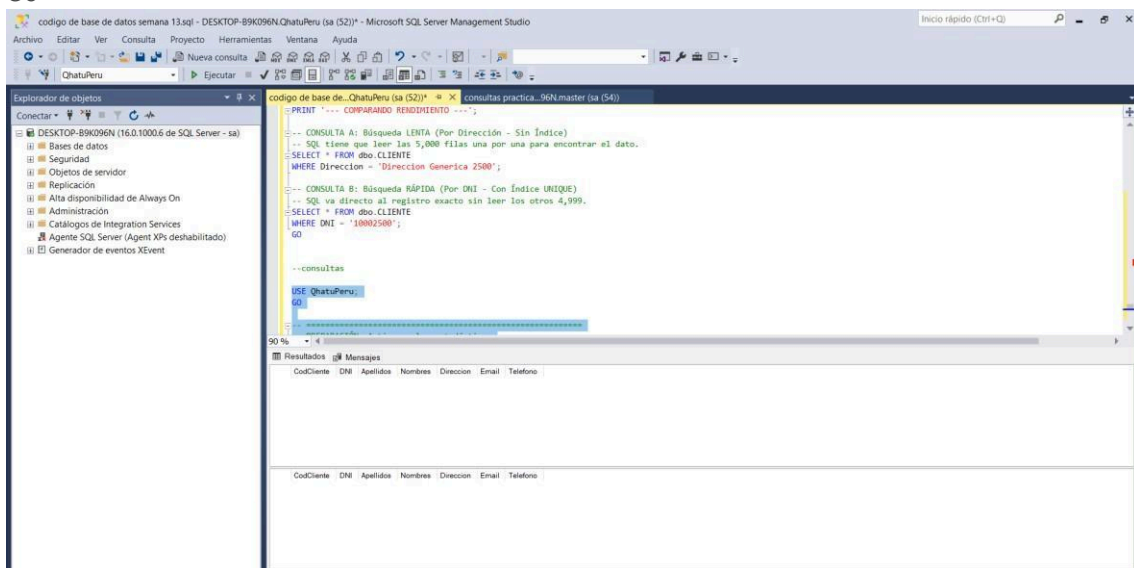 codigo de base de datos semana 13.sql - DESKTOP-B9K096N.QhatuPeru (sa (52))* - Microsoft SQL Server Management Studio
Inicio rápido (Ctrl+Q)
Archivo Editar Ver Consulta Proyecto Herramientas Ventana Ayuda
Nueva consulta
QhatuPeru Ejecutar
Explorador de objetos
Conectar
DESKTOP-B9K096N (16.0.1000.6 de SQL Server - sa)
Bases de datos
Seguridad
Objetos de servidor
Replicación
Alta disponibilidad de Always On
Administración
Catálogos de Integration Services
Agente SQL Server (Agent XPs deshabilitado)
Generador de eventos XEvent
codigo de base de...QhatuPeru (sa (52))* consultas practica...96N.master (sa (54))
PRINT '--- COMPARANDO RENDIMIENTO ---';
-- CONSULTA A: Búsqueda LENTA (Por Dirección - Sin Índice)
-- SQL tiene que leer las 5,000 filas una por una para encontrar el dato.
SELECT * FROM dbo.CLIENTE
WHERE Direccion = 'Direccion Generica 2500';
-- CONSULTA B: Búsqueda RÁPIDA (Por DNI - Con Índice UNIQUE)
-- SQL va directo al registro exacto sin leer los otros 4,999.
SELECT * FROM dbo.CLIENTE
WHERE DNI = '10002500';
GO
--consultas
USE QhatuPeru;
GO
90 %
Resultados Mensajes
CodCliente DNI Apellidos Nombres Direccion Email Telefono
CodCliente DNI Apellidos Nombres Direccion Email Telefono